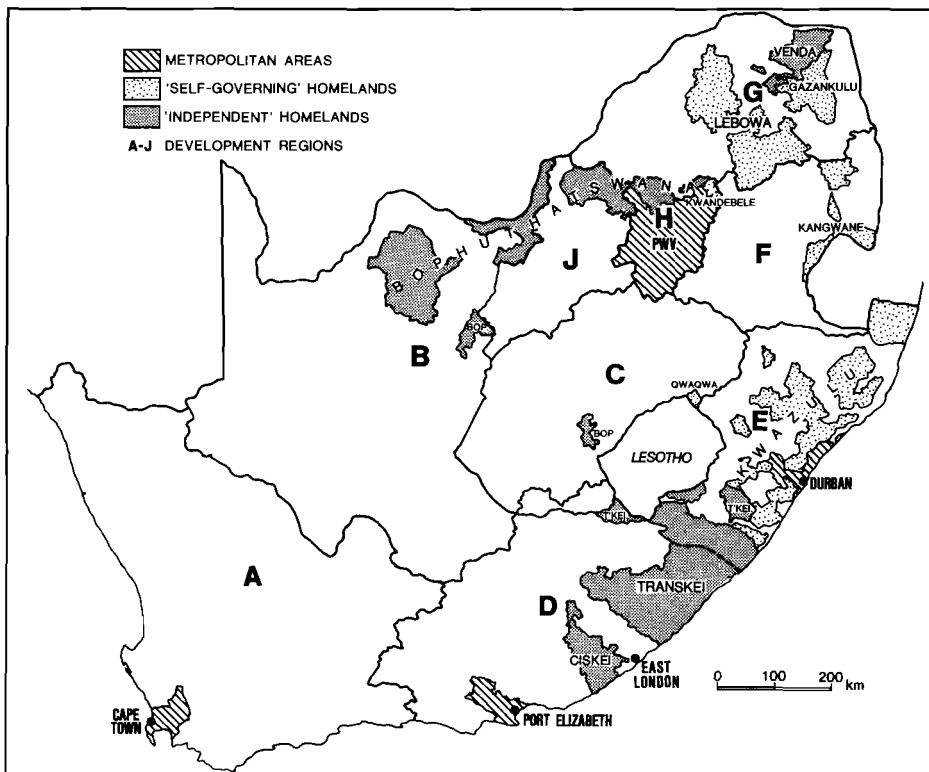 METROPOLITAN AREAS
'SELF-GOVERNING' HOMELANDS
'INDEPENDENT' HOMELANDS
A-J DEVELOPMENT REGIONS
VENDA
G
GAZANKULU
LEBOWA
BOPHUTHATSWANA
KWANDEBELE
H
PWV
KANGWANE
J
F
BOP
B
C
QWAQWA
E
KWAZULU
BOP
LESOTHO
DURBAN
T'KEI
T'KEI
A
TRANSKEI
D
CISKEI
EAST
LONDON
0 100 200
km
CAPE
TOWN
PORT ELIZABETH